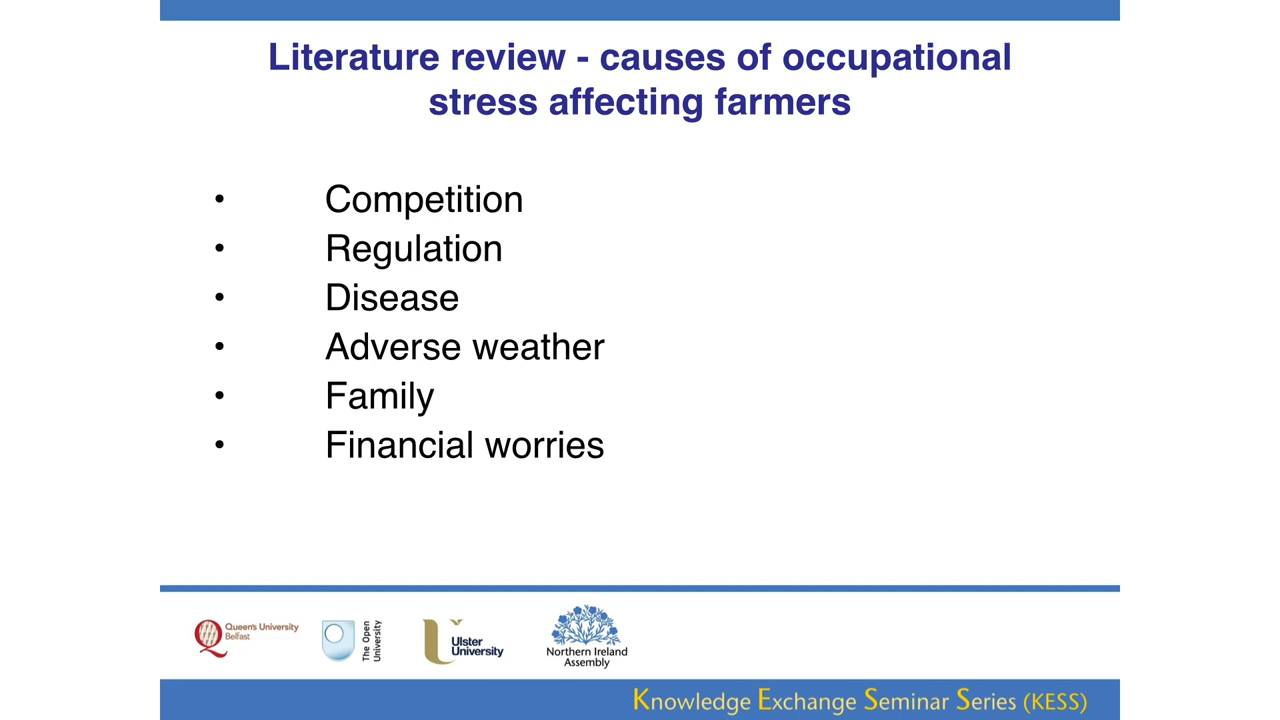 Literature review - causes of occupational
stress affecting farmers
• Competition
• Regulation
• Disease
• Adverse weather
• Family
• Financial worries
Queen's University
Belfast
The Open
University
Ulster
University
Northern Ireland
Assembly
Knowledge Exchange Seminar Series (KESS)